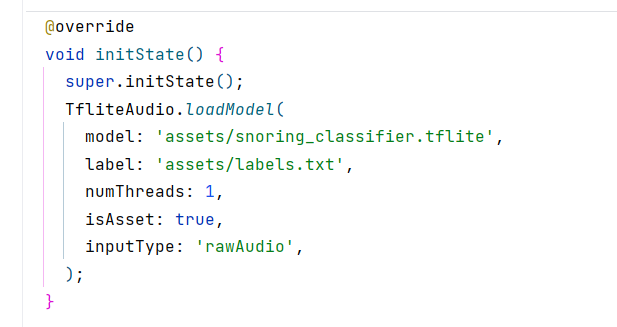 @override
void initState() {
  super.initState();
  TfliteAudio.loadModel(
    model: 'assets/snoring_classifier.tflite',
    label: 'assets/labels.txt',
    numThreads: 1,
    isAsset: true,
    inputType: 'rawAudio',
  );
}